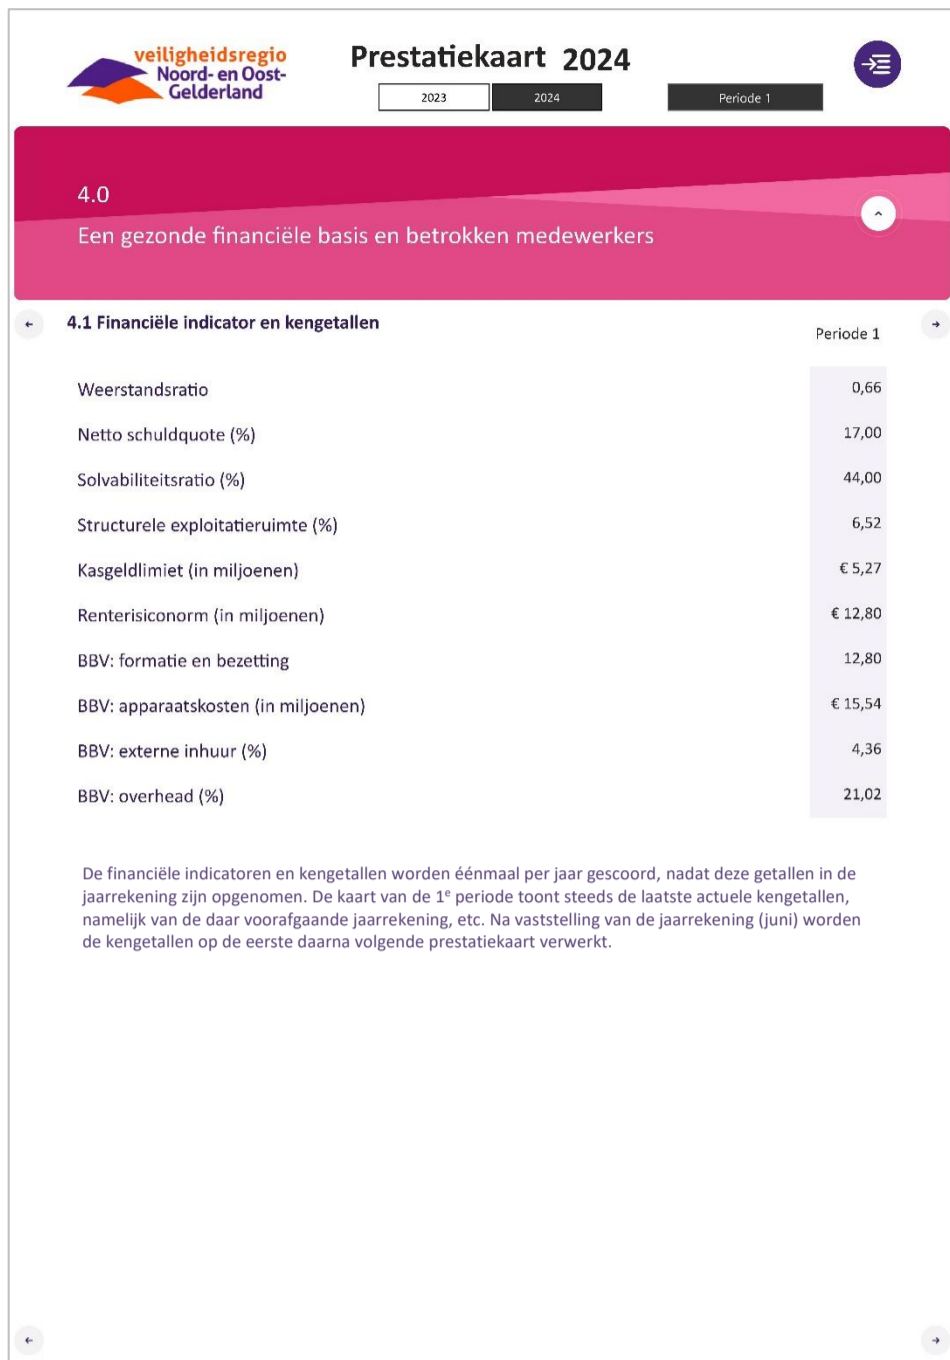 veiligheidsregio
Noord- en Oost-
Gelderland
Prestatiekaart 2024
2023
2024
Periode 1
4.0
Een gezonde financiële basis en betrokken medewerkers
4.1 Financiële indicator en kengetallen
Periode 1
Weerstandsratio 0,66
Netto schuldquote (%) 17,00
Solvabiliteitsratio (%) 44,00
Structurele exploitatieruimte (%) 6,52
Kasgeldlimiet (in miljoenen) € 5,27
Renterisiconorm (in miljoenen) € 12,80
BBV: formatie en bezetting 12,80
BBV: apparaatskosten (in miljoenen) € 15,54
BBV: externe inhuur (%) 4,36
BBV: overhead (%) 21,02
De financiële indicatoren en kengetallen worden éénmaal per jaar gescoord, nadat deze getallen in de
jaarrekening zijn opgenomen. De kaart van de 1e periode toont steeds de laatste actuele kengetallen,
namelijk van de daar voorafgaande jaarrekening, etc. Na vaststelling van de jaarrekening (juni) worden
de kengetallen op de eerste daarna volgende prestatiekaart verwerkt.